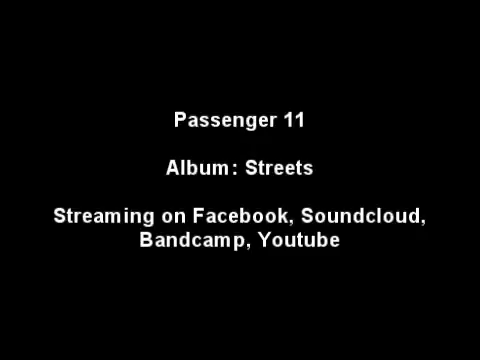 Passenger 11
Album: Streets
Streaming on Facebook, Soundcloud,
Bandcamp, Youtube